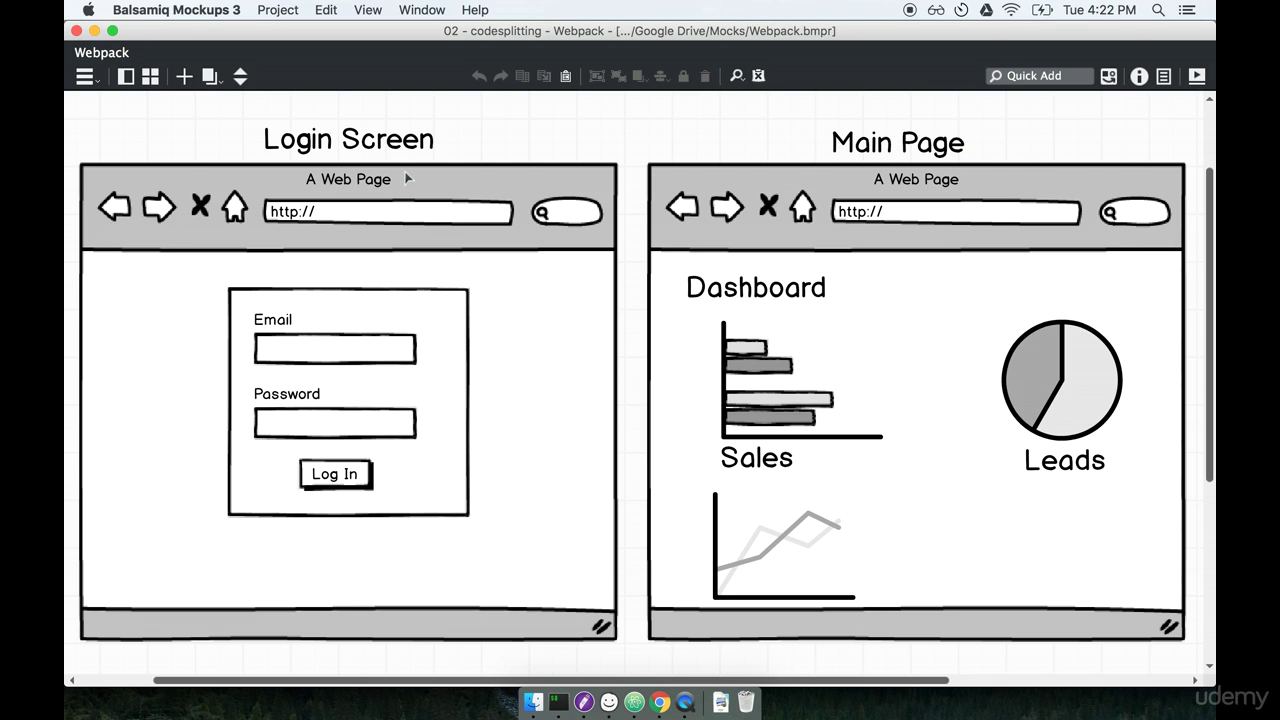 Balsamiq Mockups 3 Project Edit View Window Help Tue 4:22 PM
02 - codesplitting - Webpack - [.../Google Drive/Mocks/Webpack.bmpr]
Webpack
Quick Add
Login Screen
A Web Page
http://
Email
Password
Log In
Main Page
A Web Page
http://
Dashboard
Sales
Leads
udemy